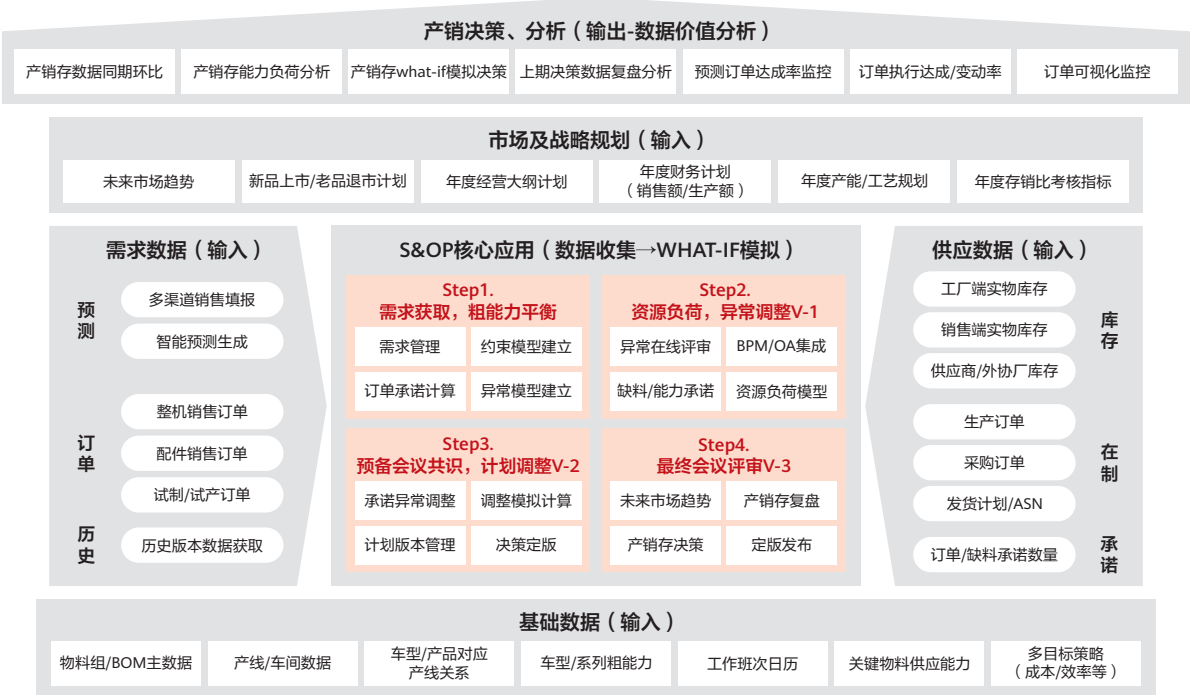 产销决策、分析（输出-数据价值分析）
产销存数据同期环比
产销存能力负荷分析
产销存what-if模拟决策
上期决策数据复盘分析
预测订单达成率监控
订单执行达成/变动率
订单可视化监控
市场及战略规划（输入）
未来市场趋势
新品上市/老品退市计划
年度经营大纲计划
年度财务计划
（销售额/生产额）
年度产能/工艺规划
年度存销比考核指标
需求数据（输入）
预测
多渠道销售填报
智能预测生成
订单
整机销售订单
配件销售订单
试制/试产订单
历史
历史版本数据获取
S&OP核心应用（数据收集→WHAT-IF模拟）
Step1.
需求获取，粗能力平衡
需求管理
约束模型建立
订单承诺计算
异常模型建立
Step2.
资源负荷，异常调整V-1
异常在线评审
BPM/OA集成
缺料/能力承诺
资源负荷模型
Step3.
预备会议共识，计划调整V-2
承诺异常调整
调整模拟计算
计划版本管理
决策定版
Step4.
最终会议评审V-3
未来市场趋势
产销存复盘
产销存决策
定版发布
供应数据（输入）
工厂端实物库存
销售端实物库存
供应商/外协厂库存
库存
生产订单
采购订单
发货计划/ASN
在制
订单/缺料承诺数量
承诺
基础数据（输入）
物料组/BOM主数据
产线/车间数据
车型/产品对应
产线关系
车型/系列粗能力
工作班次日历
关键物料供应能力
多目标策略
（成本/效率等）